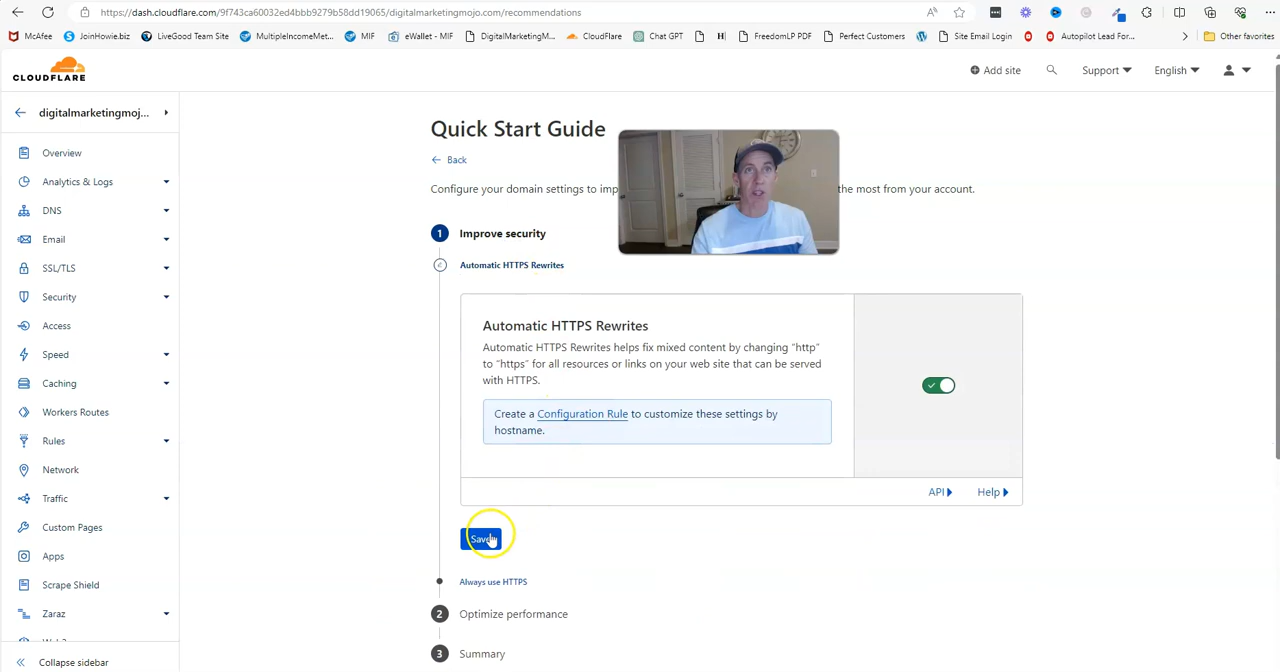 https://dash.cloudflare.com/9f743ca60032ed4bbb9279b58dd19065/digitalmarketingmojo.com/recommendations
McAfee JoinHowie.biz LiveGood Team Site MultipleIncomeMet... MIF eWallet - MIF DigitalMarketingM... CloudFlare Chat GPT H FreedomLP PDF Perfect Customers Site Email Login Autopilot Lead For... Other favorites
CLOUDFLARE
Add site Support English
digitalmarketingmoj...
Overview
Analytics & Logs
DNS
Email
SSL/TLS
Security
Access
Speed
Caching
Workers Routes
Rules
Network
Traffic
Custom Pages
Apps
Scrape Shield
Zaraz
Collapse sidebar
Quick Start Guide
Back
Configure your domain settings to imp the most from your account.
1 Improve security
Automatic HTTPS Rewrites
Automatic HTTPS Rewrites
Automatic HTTPS Rewrites helps fix mixed content by changing “http”
to “https” for all resources or links on your web site that can be served
with HTTPS.
Create a Configuration Rule to customize these settings by
hostname.
API Help
Save
Always use HTTPS
2 Optimize performance
3 Summary